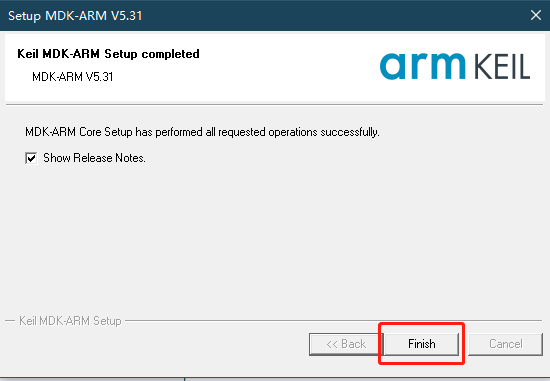 Setup MDK-ARM V5.31
Keil MDK-ARM Setup completed
MDK-ARM V5.31
arm KEIL
MDK-ARM Core Setup has performed all requested operations successfully.
Show Release Notes.
Keil MDK-ARM Setup
<< Back
Finish
Cancel